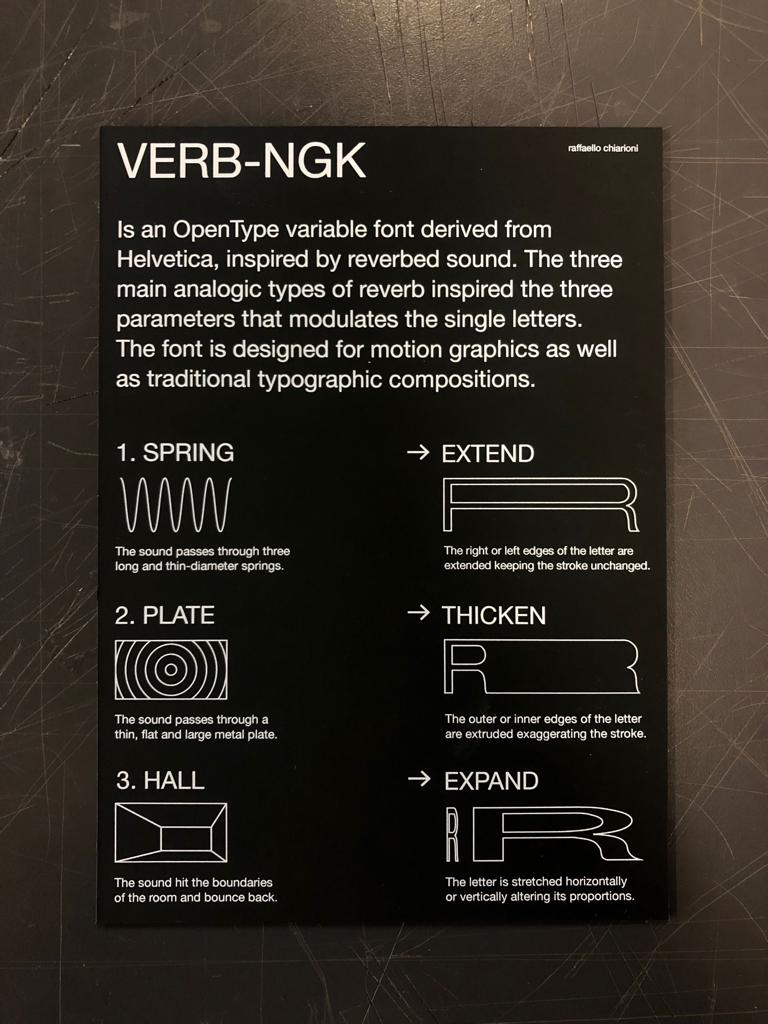 VERB-NGK
raffaello chiarioni
Is an OpenType variable font derived from
Helvetica, inspired by reverbed sound. The three
main analogic types of reverb inspired the three
parameters that modulates the single letters.
The font is designed for motion graphics as well
as traditional typographic compositions.
1. SPRING
The sound passes through three
long and thin-diameter springs.
→ EXTEND
R
The right or left edges of the letter are
extended keeping the stroke unchanged.
2. PLATE
The sound passes through a
thin, flat and large metal plate.
→ THICKEN
R
The outer or inner edges of the letter
are extruded exaggerating the stroke.
3. HALL
The sound hit the boundaries
of the room and bounce back.
→ EXPAND
R R
The letter is stretched horizontally
or vertically altering its proportions.